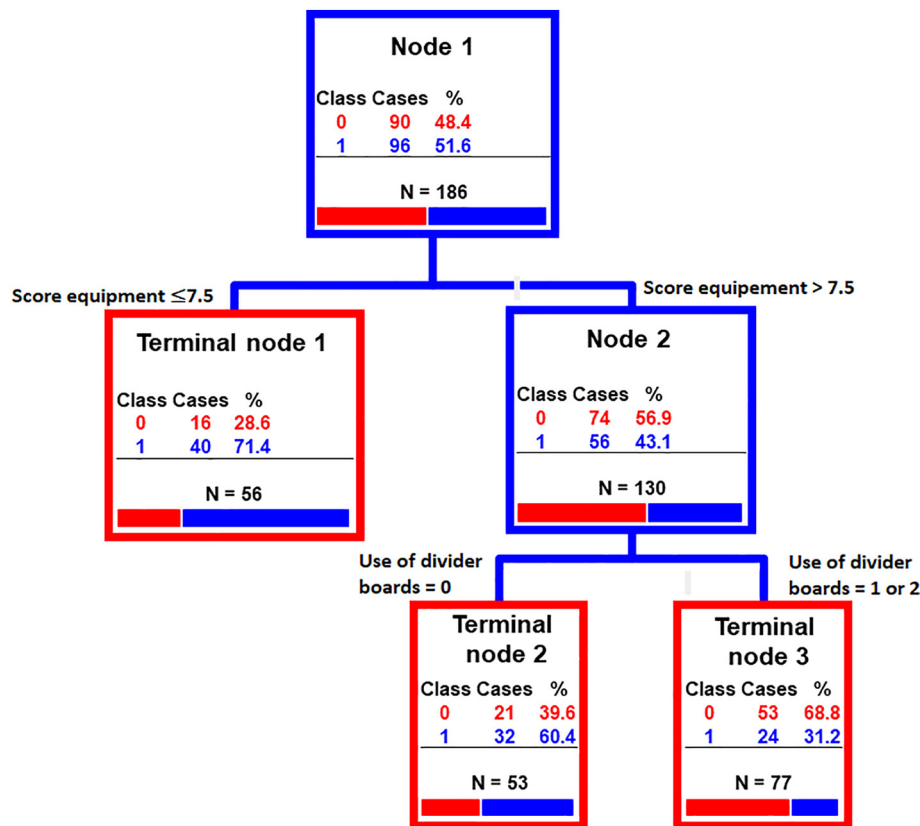 Node 1
Class Cases %
0 90 48.4
1 96 51.6
N = 186
Score equipment ≤7.5
Score equipement > 7.5
Terminal node 1
Class Cases %
0 16 28.6
1 40 71.4
N = 56
Node 2
Class Cases %
0 74 56.9
1 56 43.1
N = 130
Use of divider
boards = 0
Use of divider
boards = 1 or 2
Terminal
node 2
Class Cases %
0 21 39.6
1 32 60.4
N = 53
Terminal
node 3
Class Cases %
0 53 68.8
1 24 31.2
N = 77